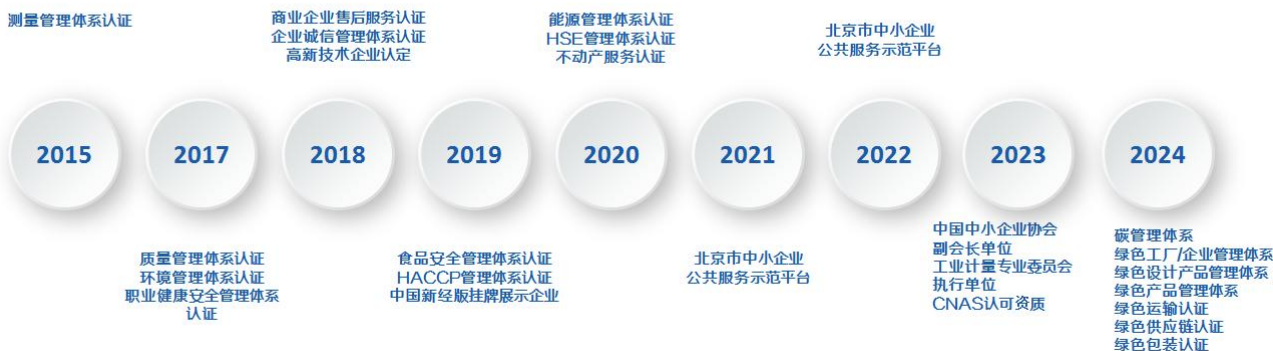 测量管理体系认证
商业企业售后服务认证
企业诚信管理体系认证
高新技术企业认定
能源管理体系认证
HSE管理体系认证
不动产服务认证
北京市中小企业
公共服务示范平台
2015
2017
2018
2019
2020
2021
2022
2023
2024
质量管理体系认证
环境管理体系认证
职业健康安全管理体系
认证
食品安全管理体系认证
HACCP管理体系认证
中国新经版挂牌展示企业
北京市中小企业
公共服务示范平台
中国中小企业协会
副会长单位
工业计量专业委员会
执行单位
CNAS认可资质
碳管理体系
绿色工厂/企业管理体系
绿色设计产品管理体系
绿色产品管理体系
绿色运输认证
绿色供应链认证
绿色包装认证